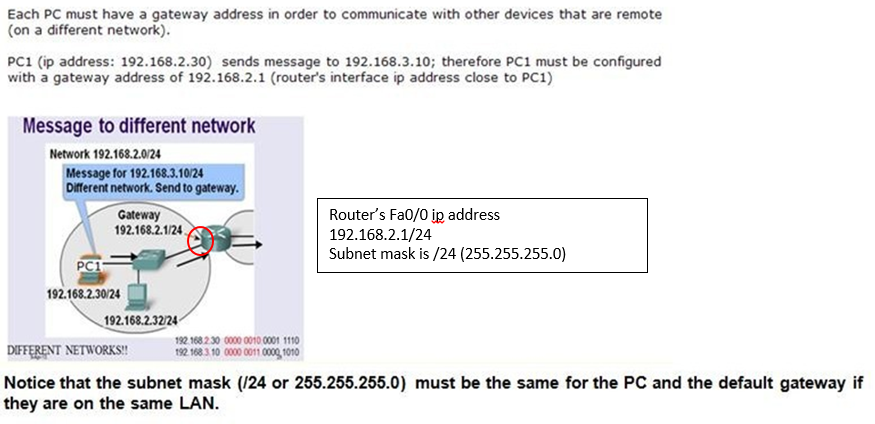 Each PC must have a gateway address in order to communicate with other devices that are remote
(on a different network).
PC1 (ip address: 192.168.2.30) sends message to 192.168.3.10; therefore PC1 must be configured
with a gateway address of 192.168.2.1 (router's interface ip address close to PC1)
Message to different network
Network 192.168.2.0/24
Message for 192.168.3.10/24
Different network. Send to gateway.
Gateway
192.168.2.1/24
PC1
192.168.2.30/24
192.168.2.32/24
192.168.2.30 0000 0010 0001 1110
192.168.3.10 0000 0011 0000 1010
DIFFERENT NETWORKS!!
Router's Fa0/0 ip address
192.168.2.1/24
Subnet mask is /24 (255.255.255.0)
Notice that the subnet mask (/24 or 255.255.255.0) must be the same for the PC and the default gateway if
they are on the same LAN.